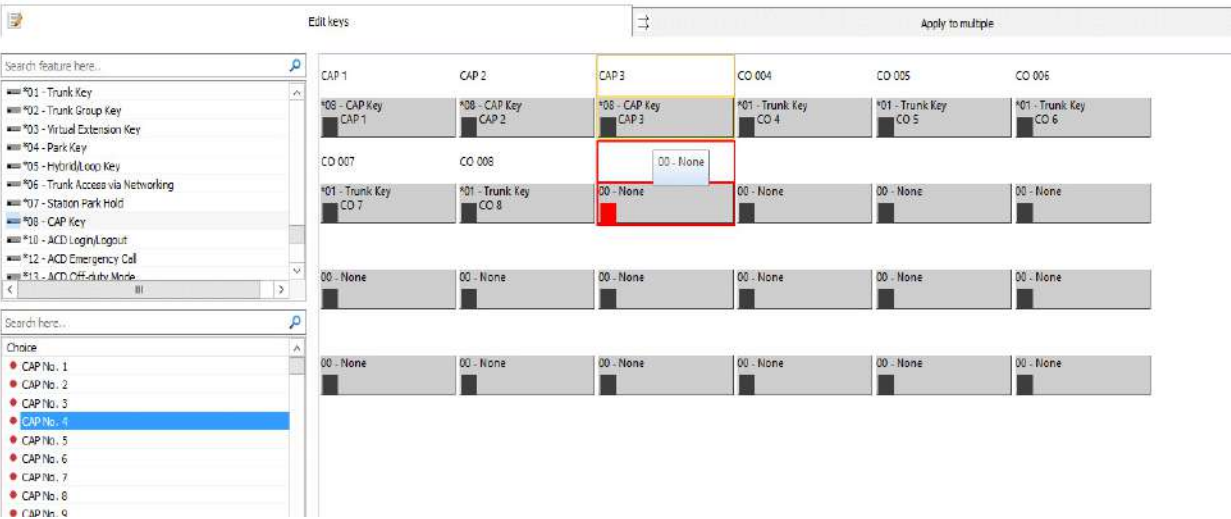 Edit keys
Apply to multiple
Search feature here..
*01 - Trunk Key
*02 - Trunk Group Key
*03 - Virtual Extension Key
*04 - Park Key
*05 - Hybrid/Loop Key
*06 - Trunk Access via Networking
*07 - Station Park Hold
*08 - CAP Key
*10 - ACD Login/Logout
*12 - ACD Emergency Call
*13 - ACD Off-duty Mode
Search here..
Choice
CAP No. 1
CAP No. 2
CAP No. 3
CAP No. 4
CAP No. 5
CAP No. 6
CAP No. 7
CAP No. 8
CAP No. 9
CAP 1 CAP 2 CAP 3 CO 004 CO 005 CO 006
*08 - CAP Key *08 - CAP Key *08 - CAP Key *01 - Trunk Key *01 - Trunk Key *01 - Trunk Key
CAP 1 CAP 2 CAP 3 CO 4 CO 5 CO 6
CO 007 CO 008 00 - None
*01 - Trunk Key *01 - Trunk Key 00 - None 00 - None 00 - None 00 - None
CO 7 CO 8
00 - None 00 - None 00 - None 00 - None 00 - None 00 - None
00 - None 00 - None 00 - None 00 - None 00 - None 00 - None